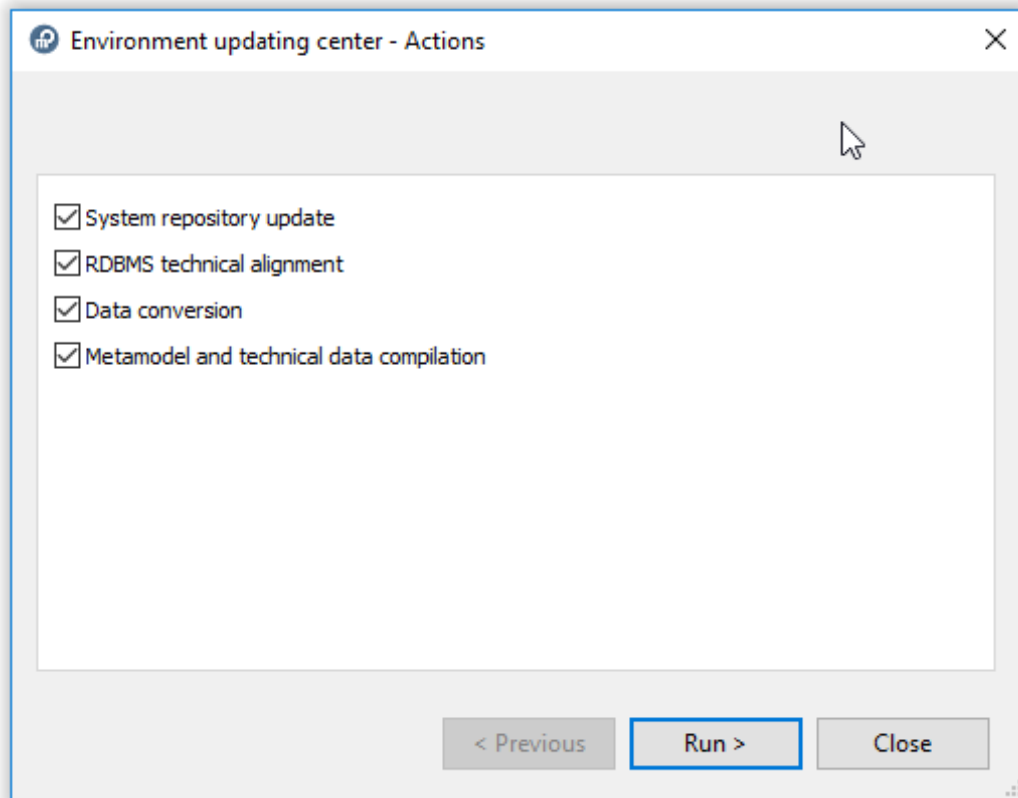 Environment updating center - Actions
System repository update
RDBMS technical alignment
Data conversion
Metamodel and technical data compilation
< Previous
Run >
Close